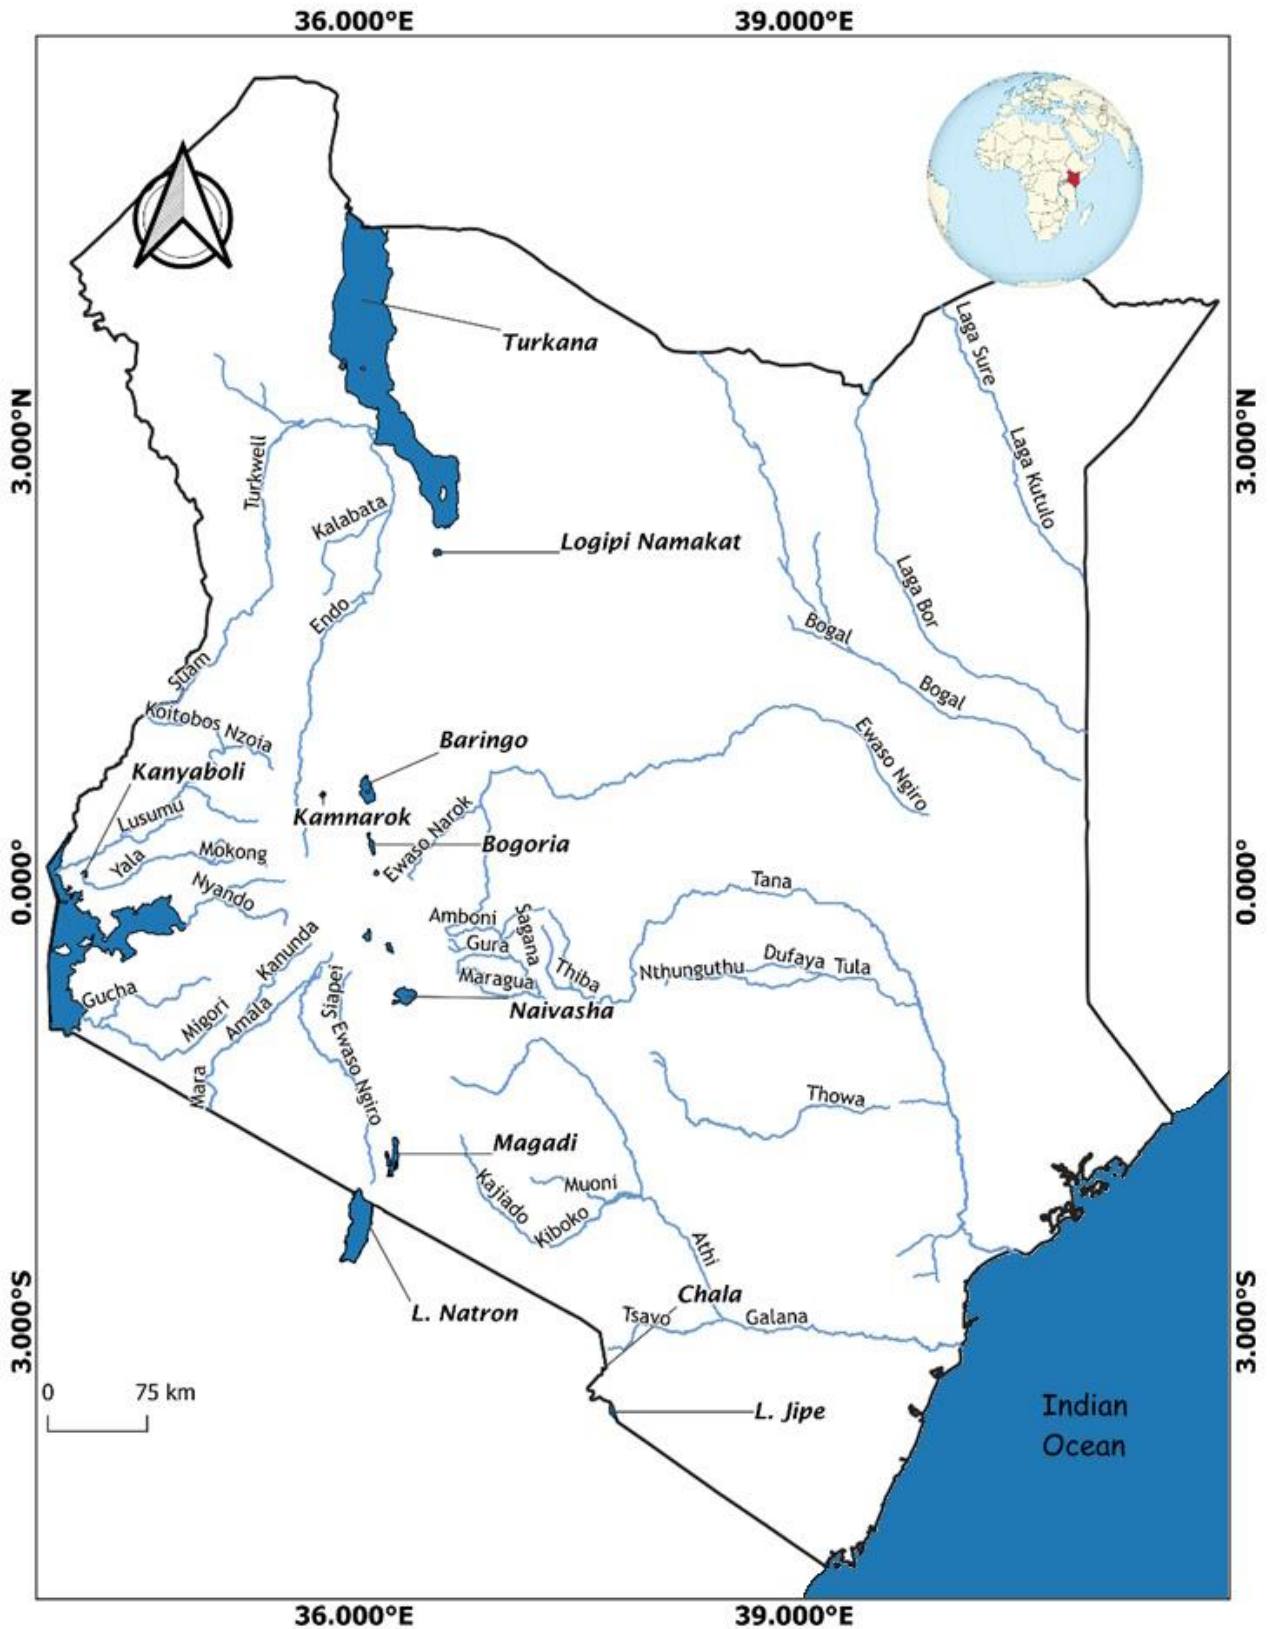 36.000°E
39.000°E
Laga Sure
Turkana
3.000°N
3.000°N
Turkwell
Laga Kutulo
Kalabata
Logipi Namakat
Laga Bor
Endo
Bogal
Suam
Bogal
Koitobos Nzoia
Ewaso Ngiro
Baringo
Kanyaboli
Kamnarok
Lusumu
Ewaso Narok
Bogoria
Yala
Mokong
0.000°
0.000°
Nyando
Tana
Amboni
Sagana
Gura
Kanunda
Thiba
Nthunguthu
Dufaya Tula
Maragua
Siapei
Gucha
Naivasha
Migori
Amala
Ewaso Ngiro
Mara
Thowa
Magadi
Kajiado
Muoni
Kiboko
Athi
Chala
L. Natron
Tsavo
Galana
3.000°S
3.000°S
0
75 km
L. Jipe
Indian
Ocean
36.000°E
39.000°E